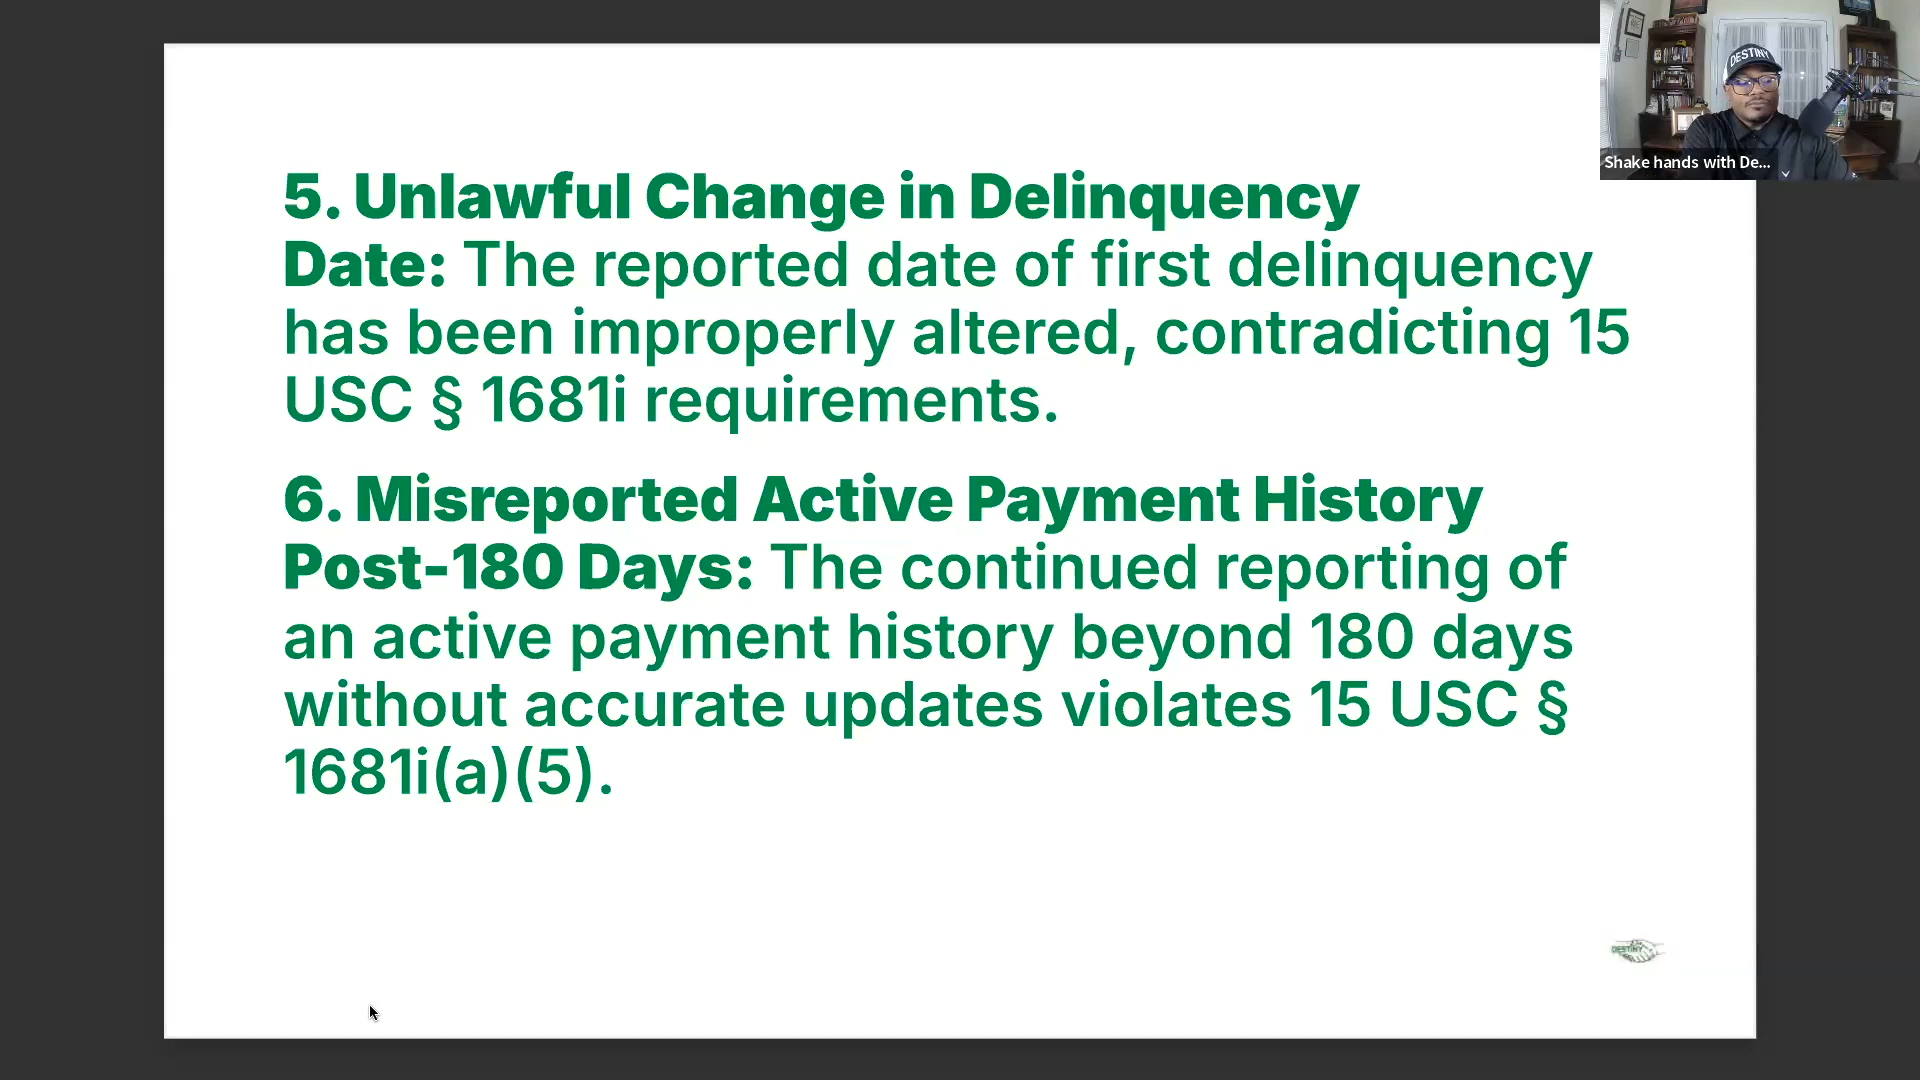 DESTINY
Shake hands with De...
5. Unlawful Change in Delinquency
Date: The reported date of first delinquency
has been improperly altered, contradicting 15
USC § 1681i requirements.
6. Misreported Active Payment History
Post-180 Days: The continued reporting of
an active payment history beyond 180 days
without accurate updates violates 15 USC §
1681i(a)(5).
DESTINY